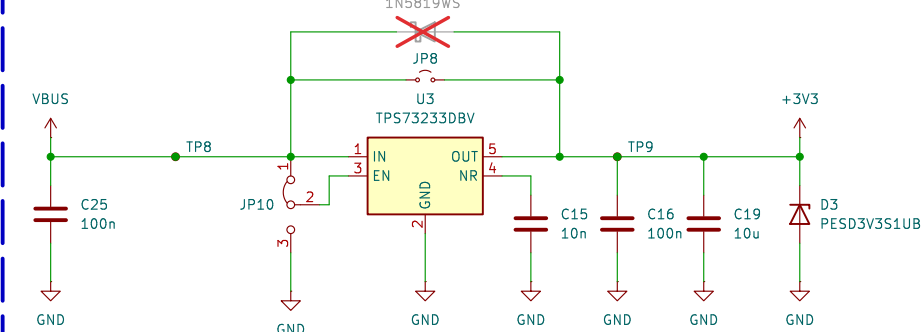 1N5819WS
JP8
VBUS
U3
+3V3
TPS73233DBV
TP8
1
IN
OUT
5
TP9
1
3
EN
NR
4
JP10
2
GND
C25
100n
2
C15
10n
C16
100n
C19
10u
D3
PESD3V3S1UB
3
GND
GND
GND
GND
GND
GND
GND